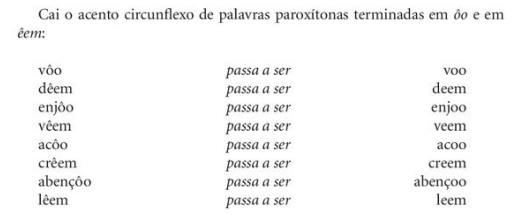 Cai o acento circunflexo de palavras paroxítonas terminadas em ôo e em
êem:
vôo passa a ser voo
dêem passa a ser deem
enjôo passa a ser enjoo
vêem passa a ser veem
acôo passa a ser acoo
crêem passa a ser creem
abençôo passa a ser abençoo
lêem passa a ser leem